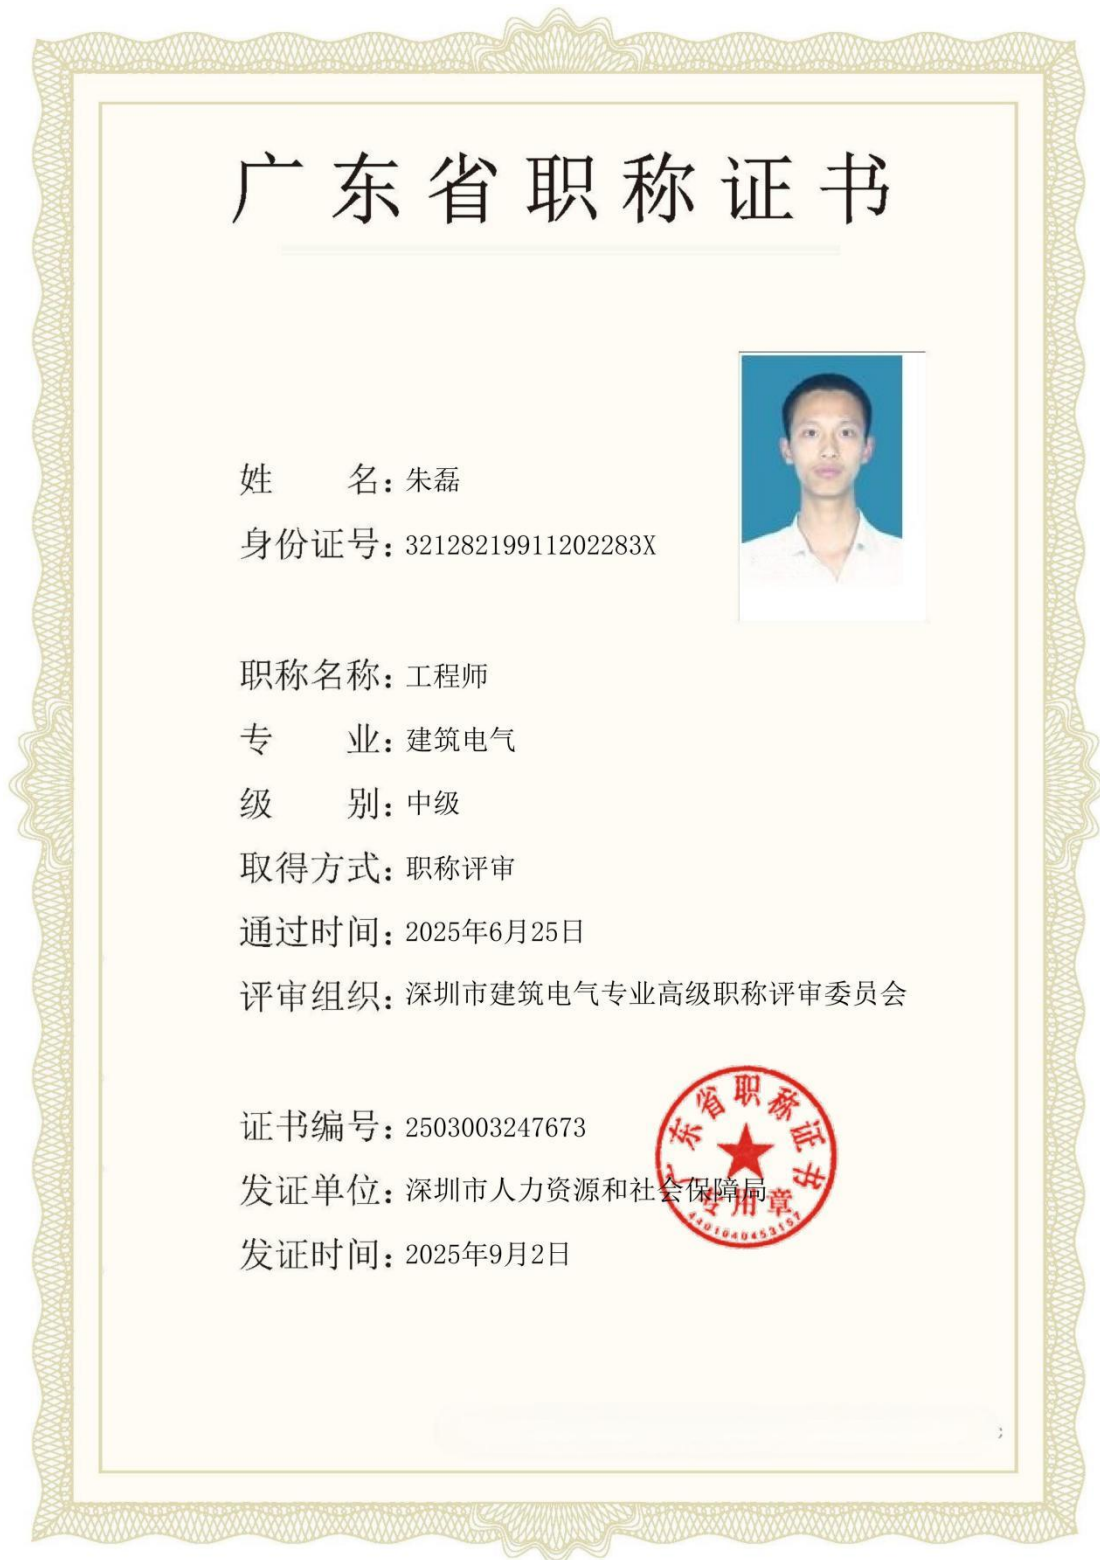 广东省职称证书
姓名：朱磊
身份证号：32128219911202283X
职称名称：工程师
专业：建筑电气
级别：中级
取得方式：职称评审
通过时间：2025年6月25日
评审组织：深圳市建筑电气专业高级职称评审委员会
证书编号：2503003247673
发证单位：深圳市人力资源和社会保障局
发证时间：2025年9月2日
广东省职称证书
专用章
4401040453157